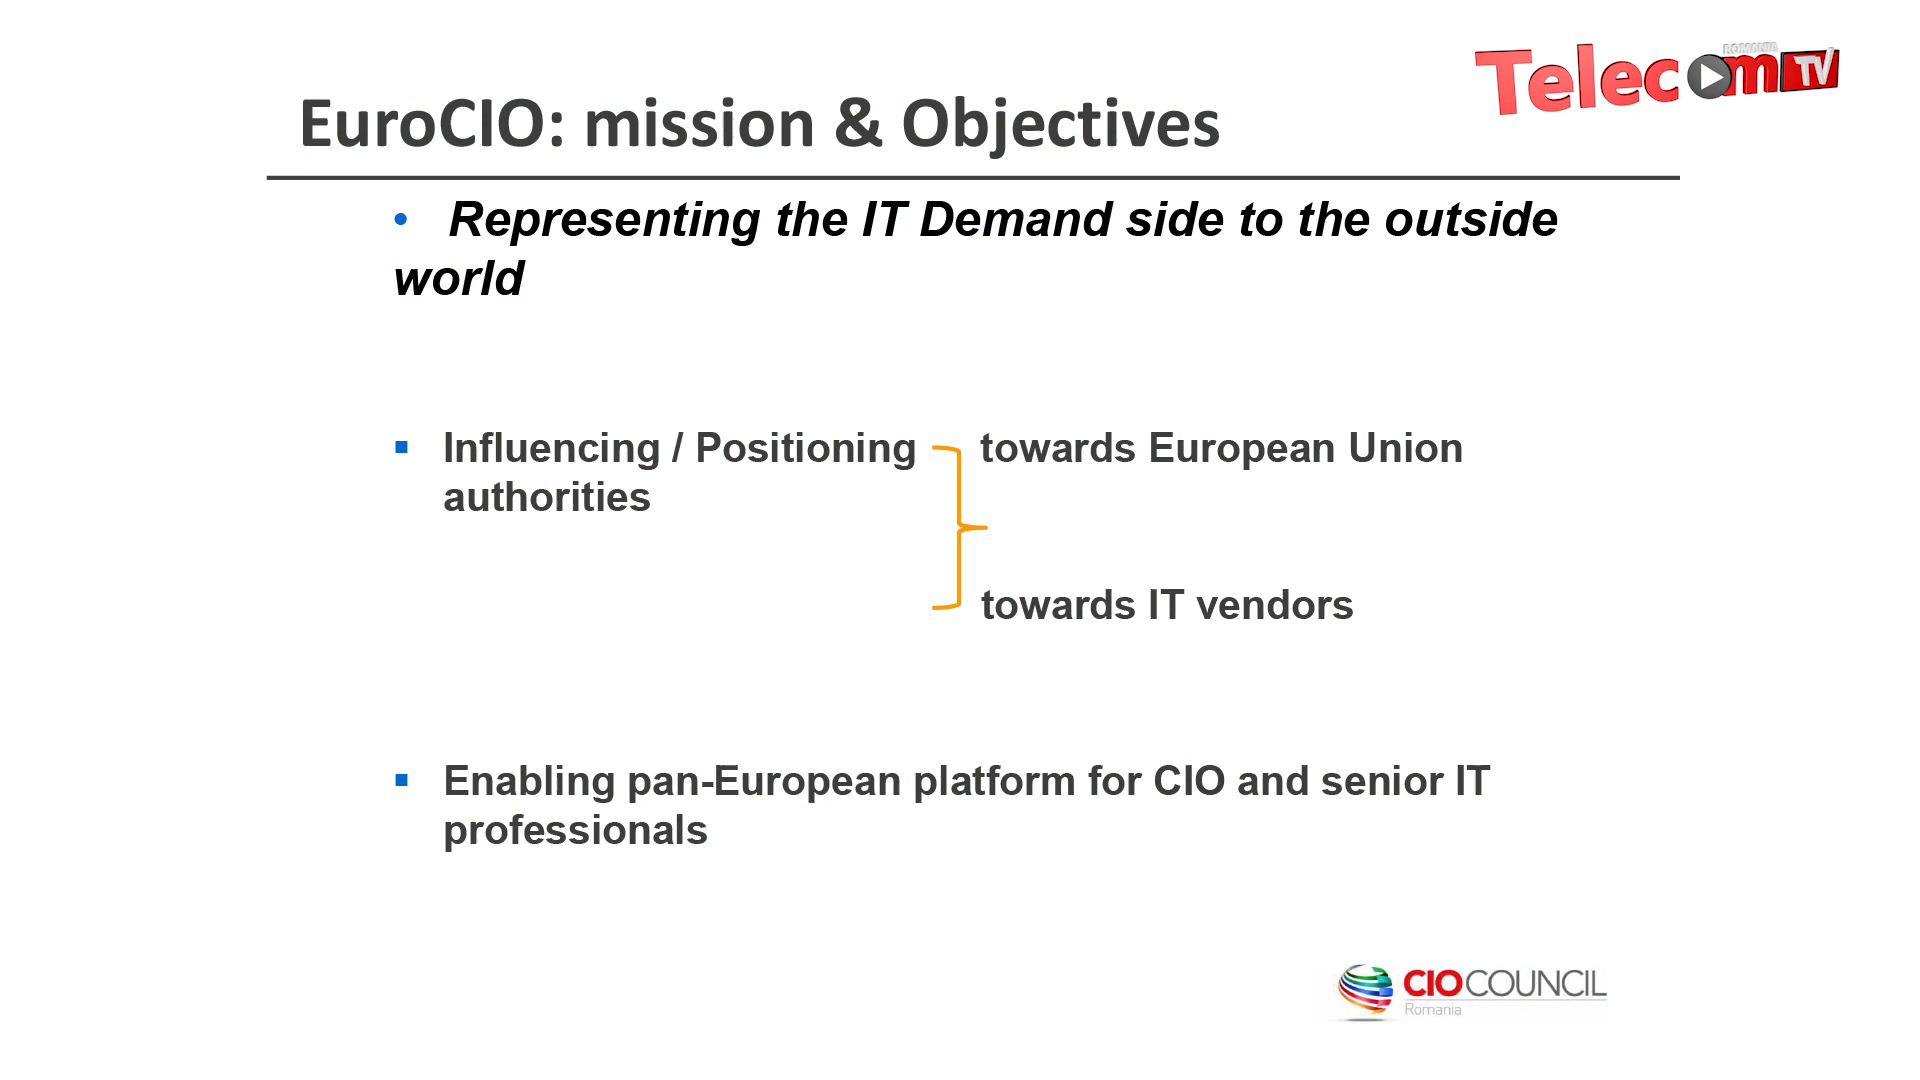 ROMANIA
Telecom TV
EuroCIO: mission & Objectives
• Representing the IT Demand side to the outside
world
▪ Influencing / Positioning towards European Union
authorities
towards IT vendors
▪ Enabling pan-European platform for CIO and senior IT
professionals
CIO COUNCIL
Romania